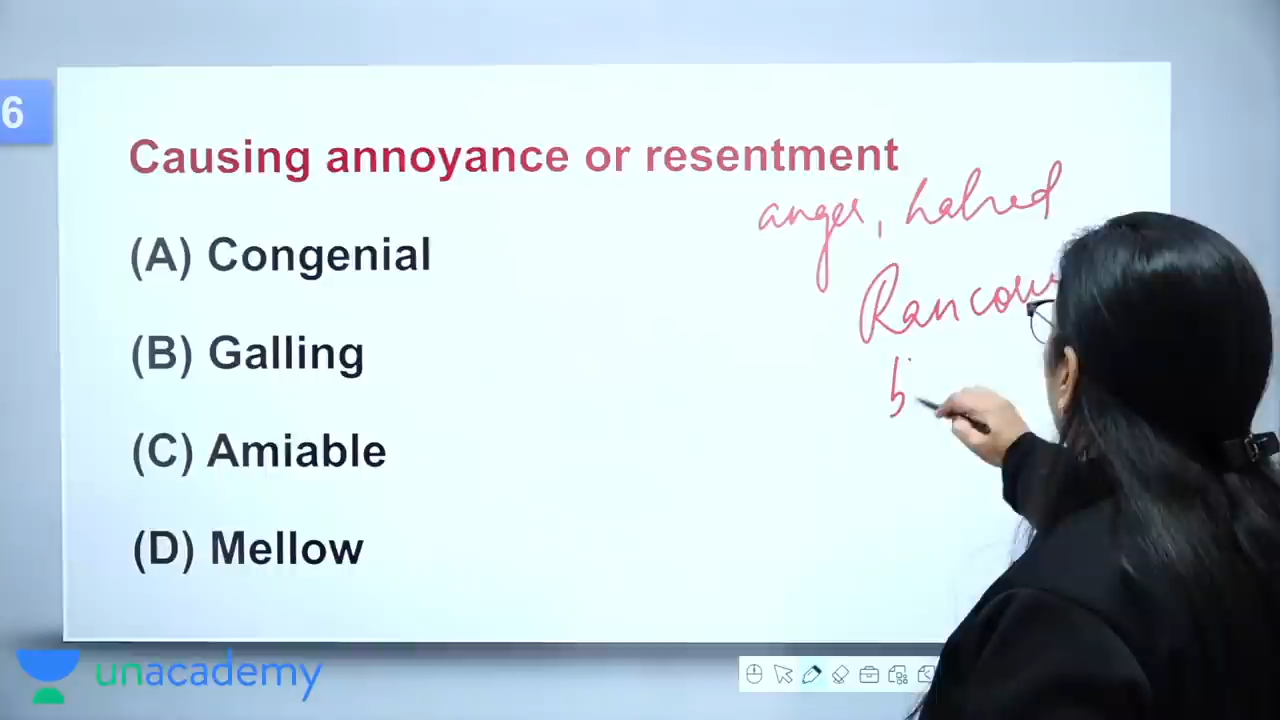 6
Causing annoyance or resentment
anger, hatred
(A) Congenial
Rancour
(B) Galling
b
(C) Amiable
(D) Mellow
unacademy